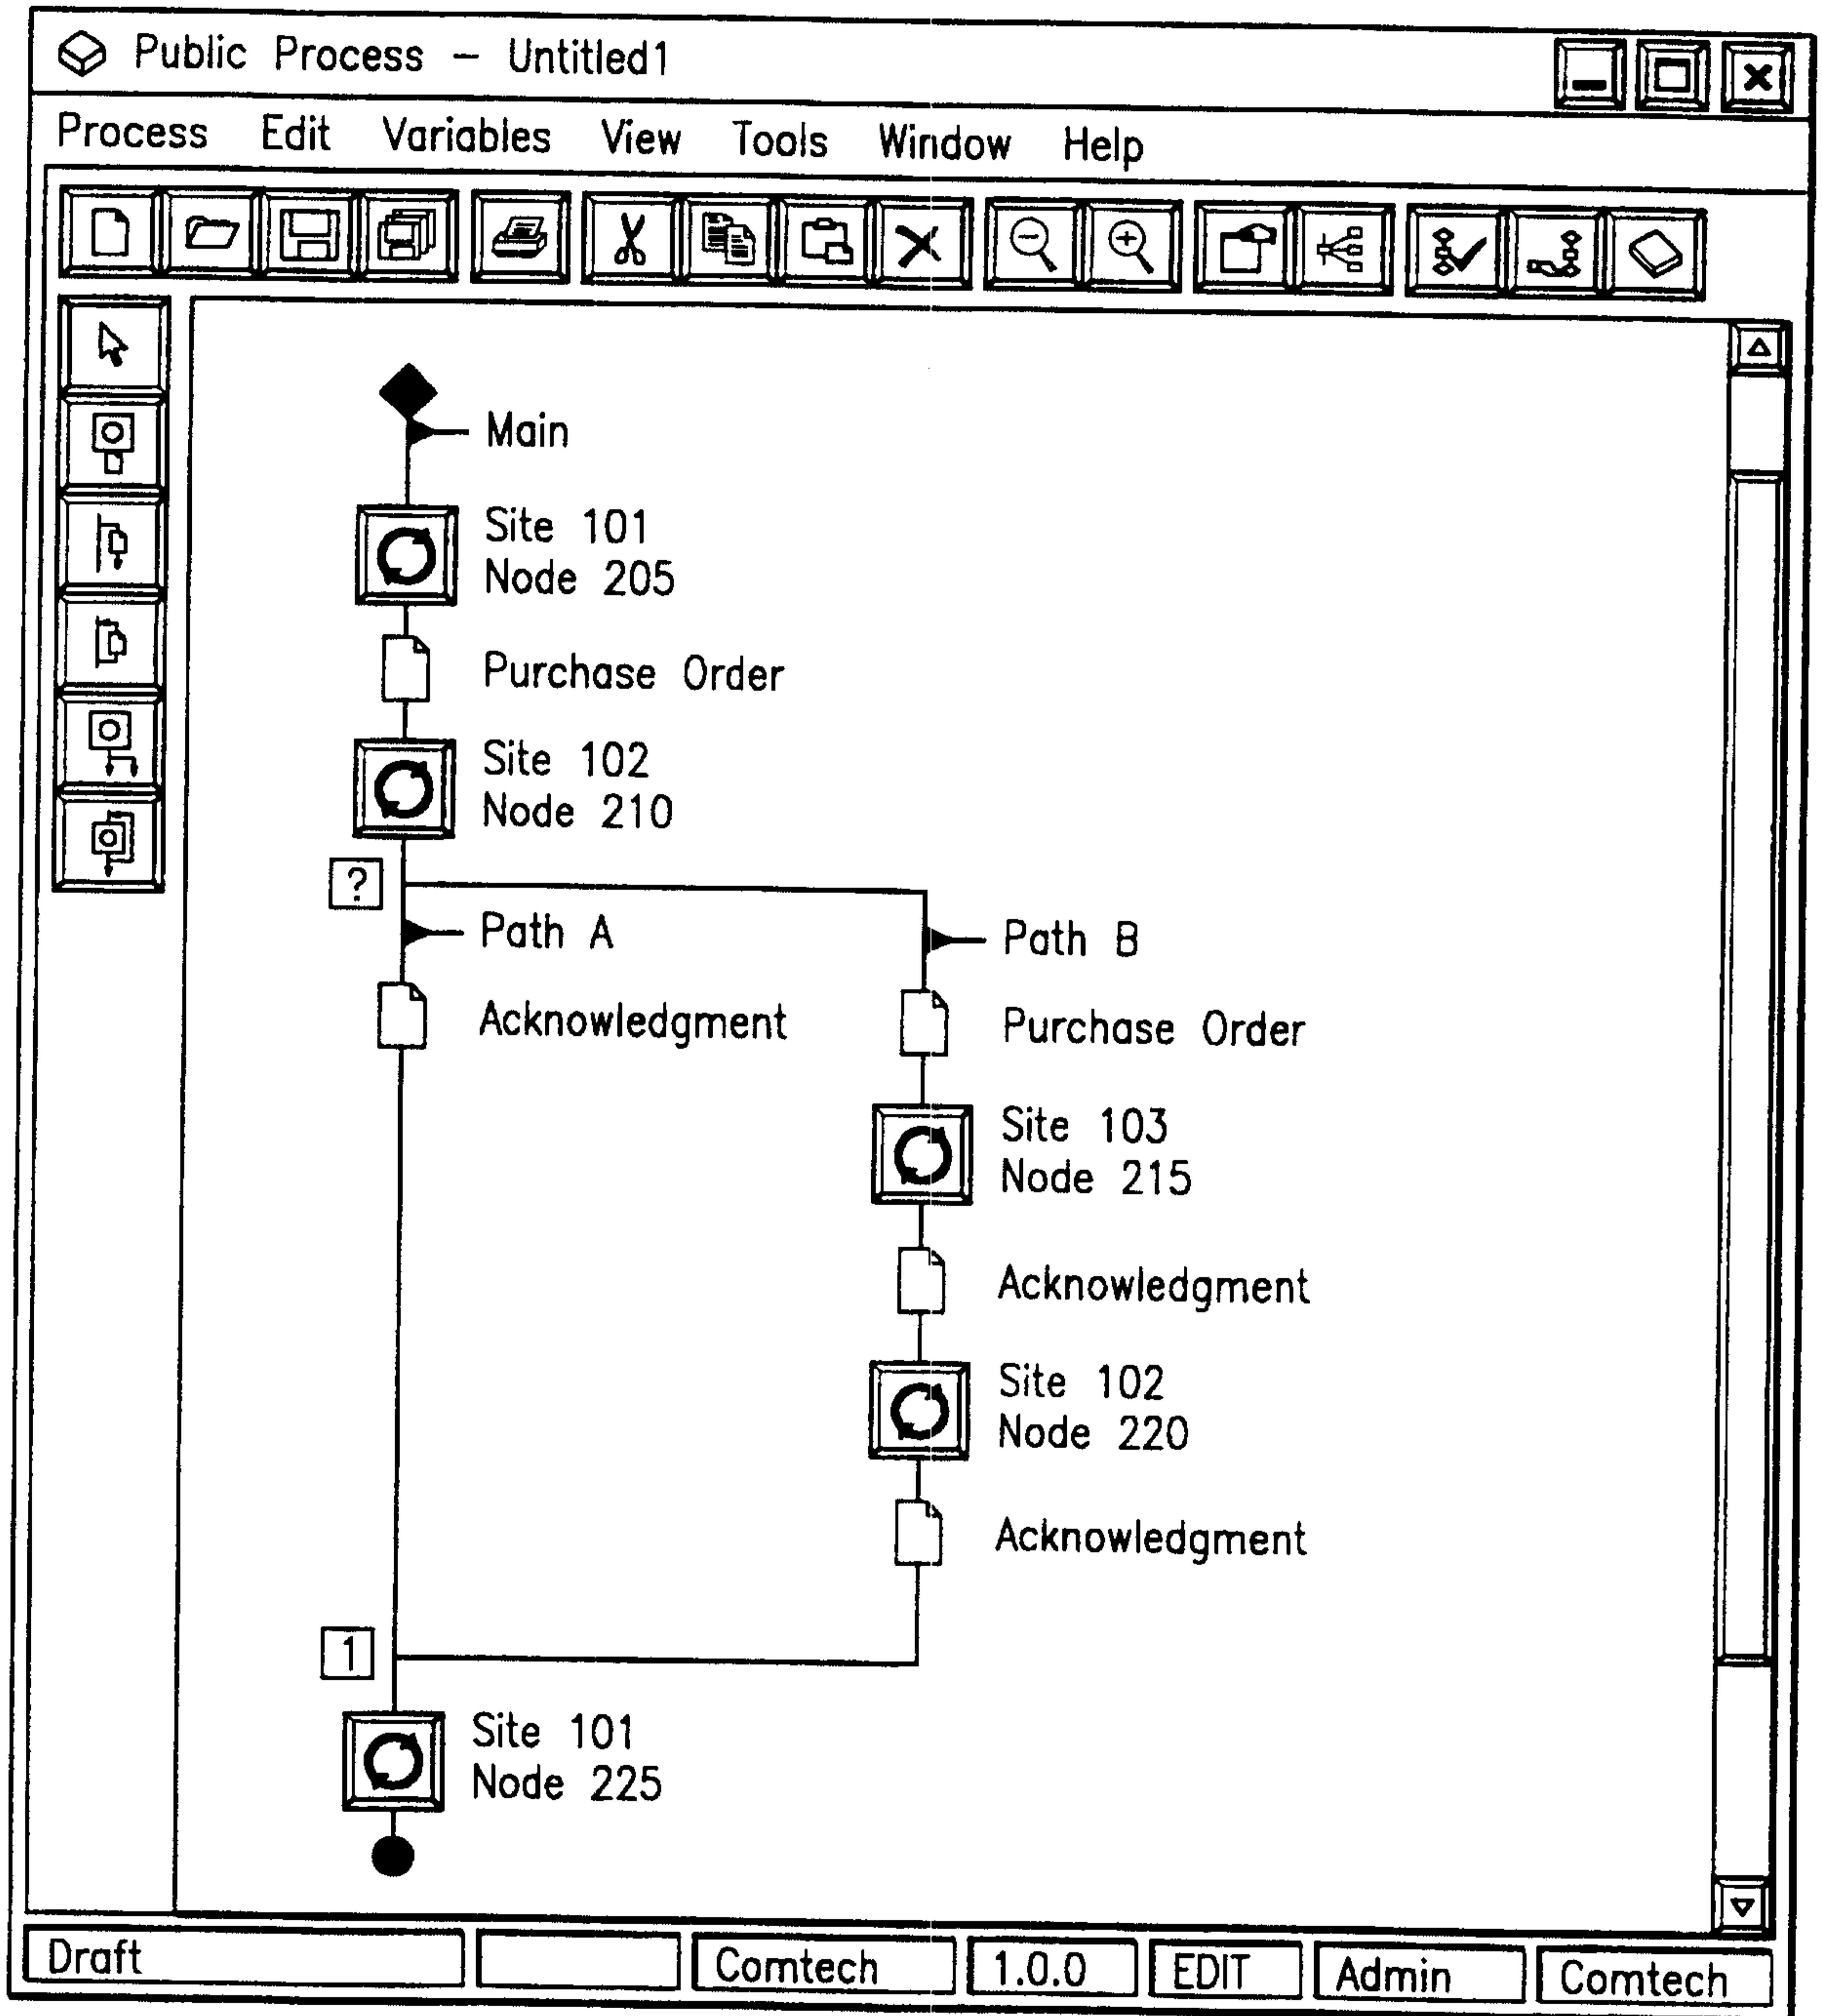 Public Process – Untitled1
Process Edit Variables View Tools Window Help
Main
Site 101
Node 205
Purchase Order
Site 102
Node 210
?
Path A
Path B
Acknowledgment
Purchase Order
Site 103
Node 215
Acknowledgment
Site 102
Node 220
Acknowledgment
1
Site 101
Node 225
Draft Comtech 1.0.0 EDIT Admin Comtech